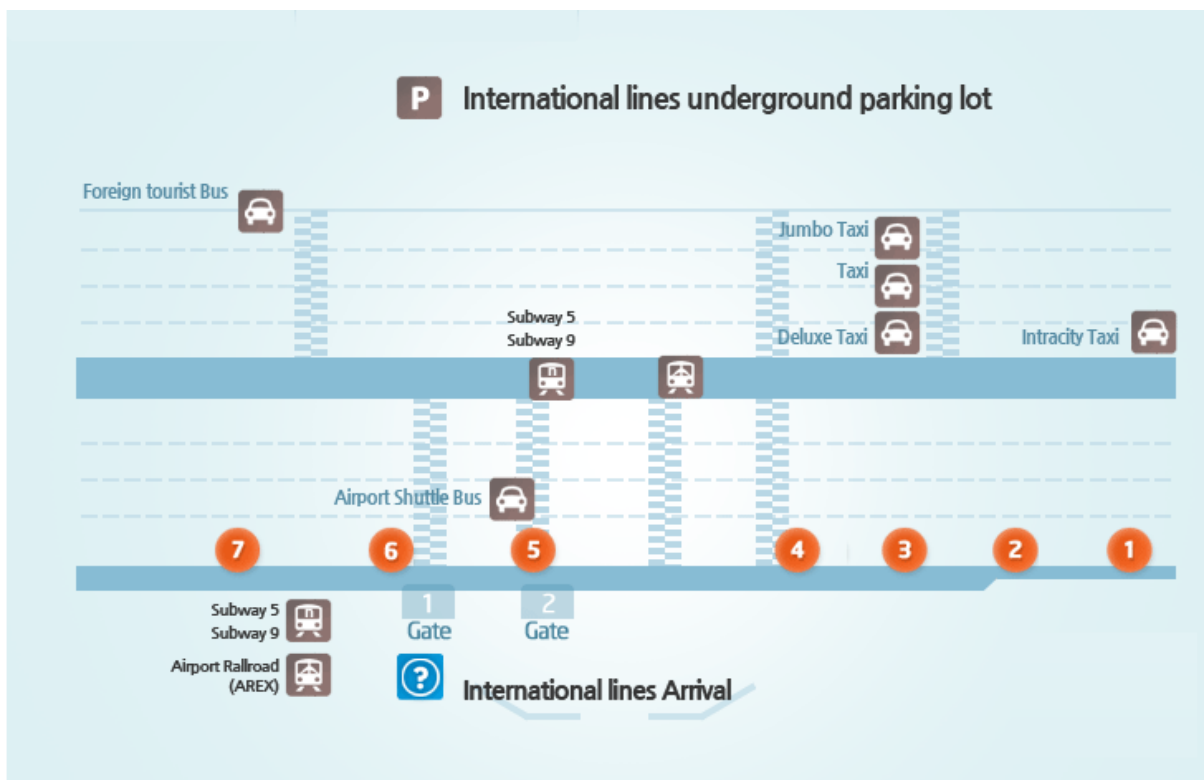 P International lines underground parking lot
Foreign tourist Bus
Jumbo Taxi
Taxi
Subway 5
Subway 9
Deluxe Taxi
Intracity Taxi
Airport Shuttle Bus
7 6 5 4 3 2 1
1 2
Gate Gate
Subway 5
Subway 9
Airport Rallroad
(AREX)
? International lines Arrival